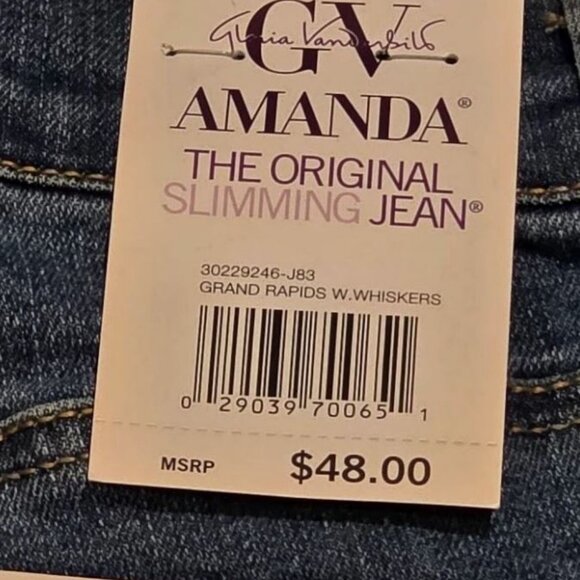 GV
Gloria Vanderbilt
AMANDA®
THE ORIGINAL
SLIMMING JEAN®
30229246-J83
GRAND RAPIDS W.WHISKERS
0 29039 70065 1
MSRP $48.00